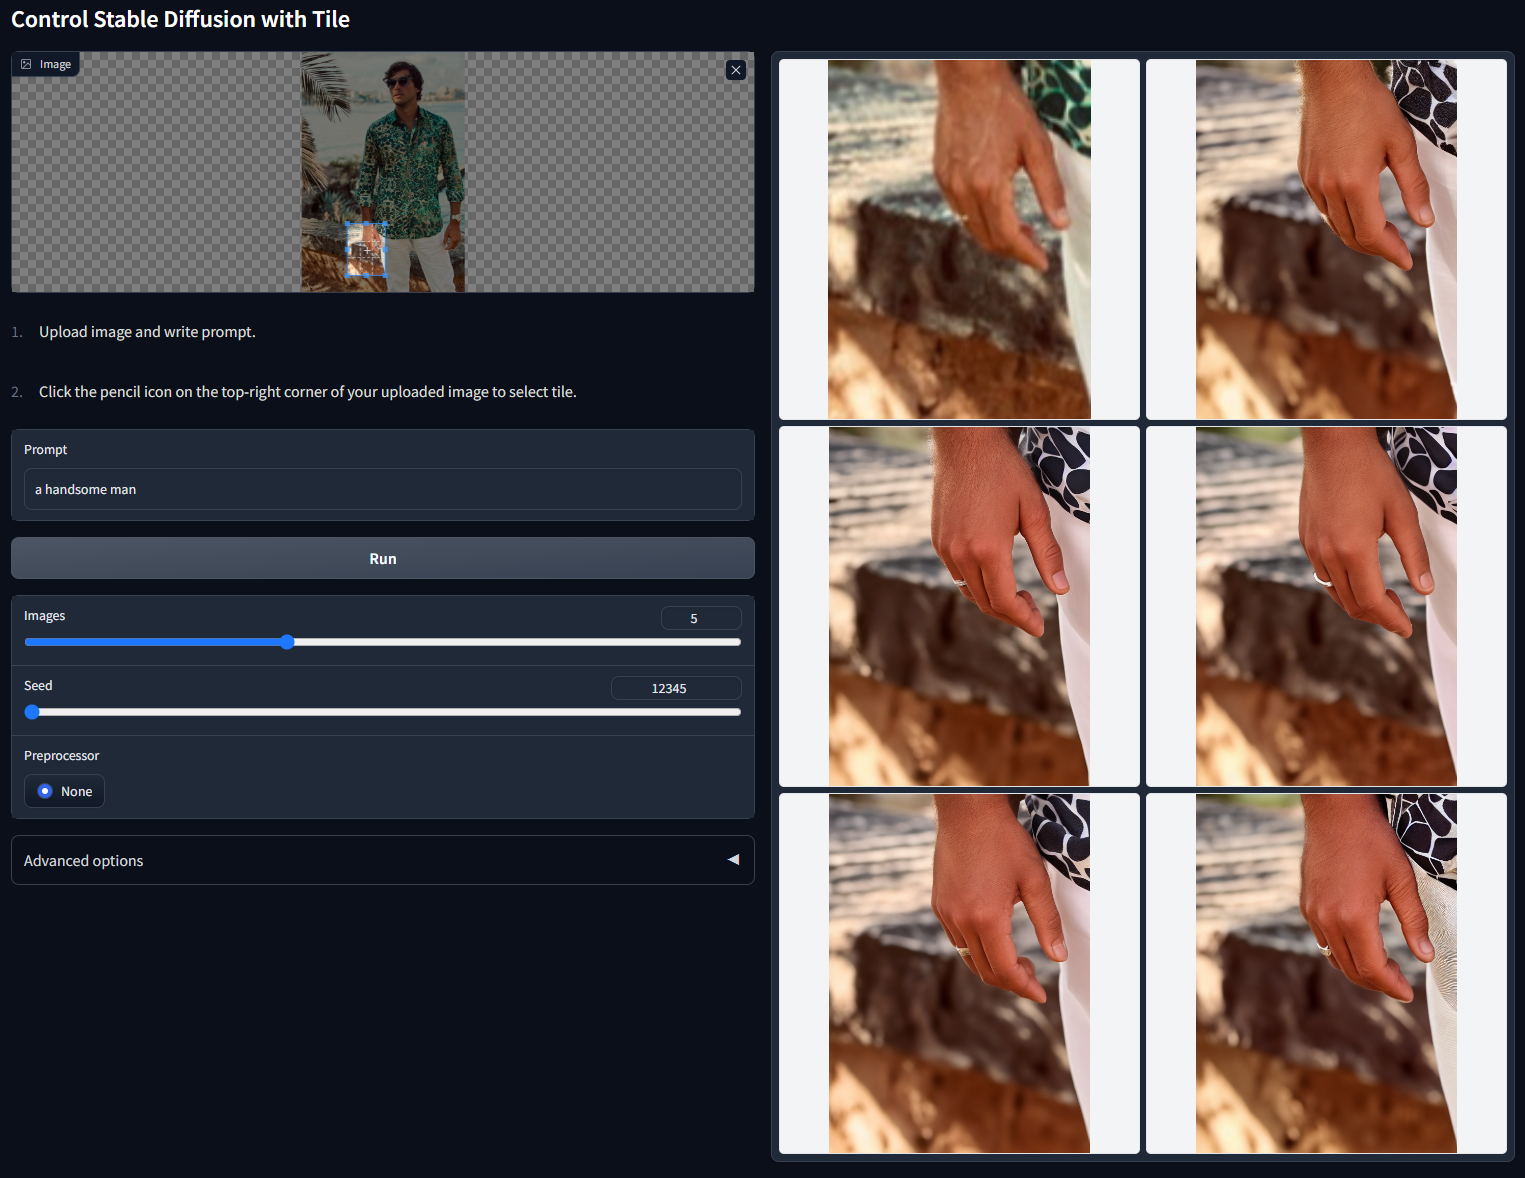 Control Stable Diffusion with Tile
Image
1. Upload image and write prompt.
2. Click the pencil icon on the top-right corner of your uploaded image to select tile.
Prompt
a handsome man
Run
Images
5
Seed
12345
Preprocessor
None
Advanced options